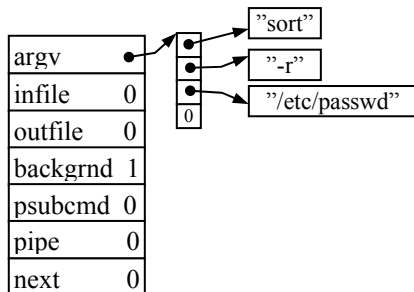 argv
infile 0
outfile 0
backgrnd 1
psubcmd 0
pipe 0
next 0
0
”sort”
”-r”
”/etc/passwd”